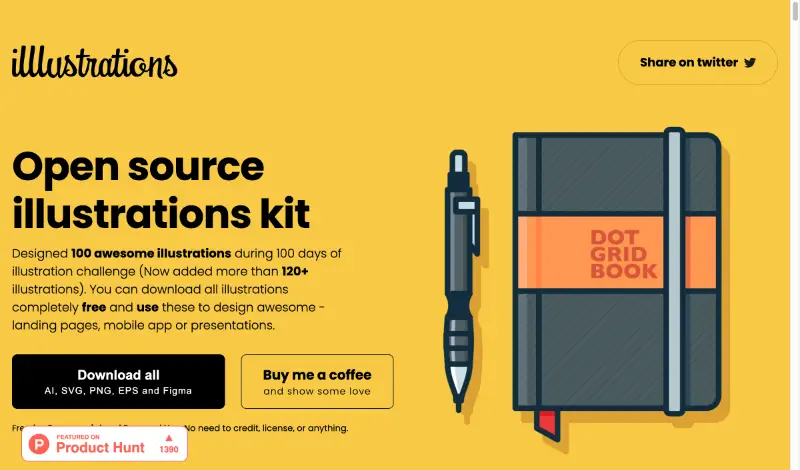 illlustrations
Share on twitter
Open source
illustrations kit
Designed 100 awesome illustrations during 100 days of
illustration challenge (Now added more than 120+
illustrations). You can download all illustrations
completely free and use these to design awesome -
landing pages, mobile app or presentations.
Download all
AI, SVG, PNG, EPS and Figma
Buy me a coffee
and show some love
No need to credit, license, or anything.
FEATURED ON
Product Hunt
1390
DOT
GRID
BOOK